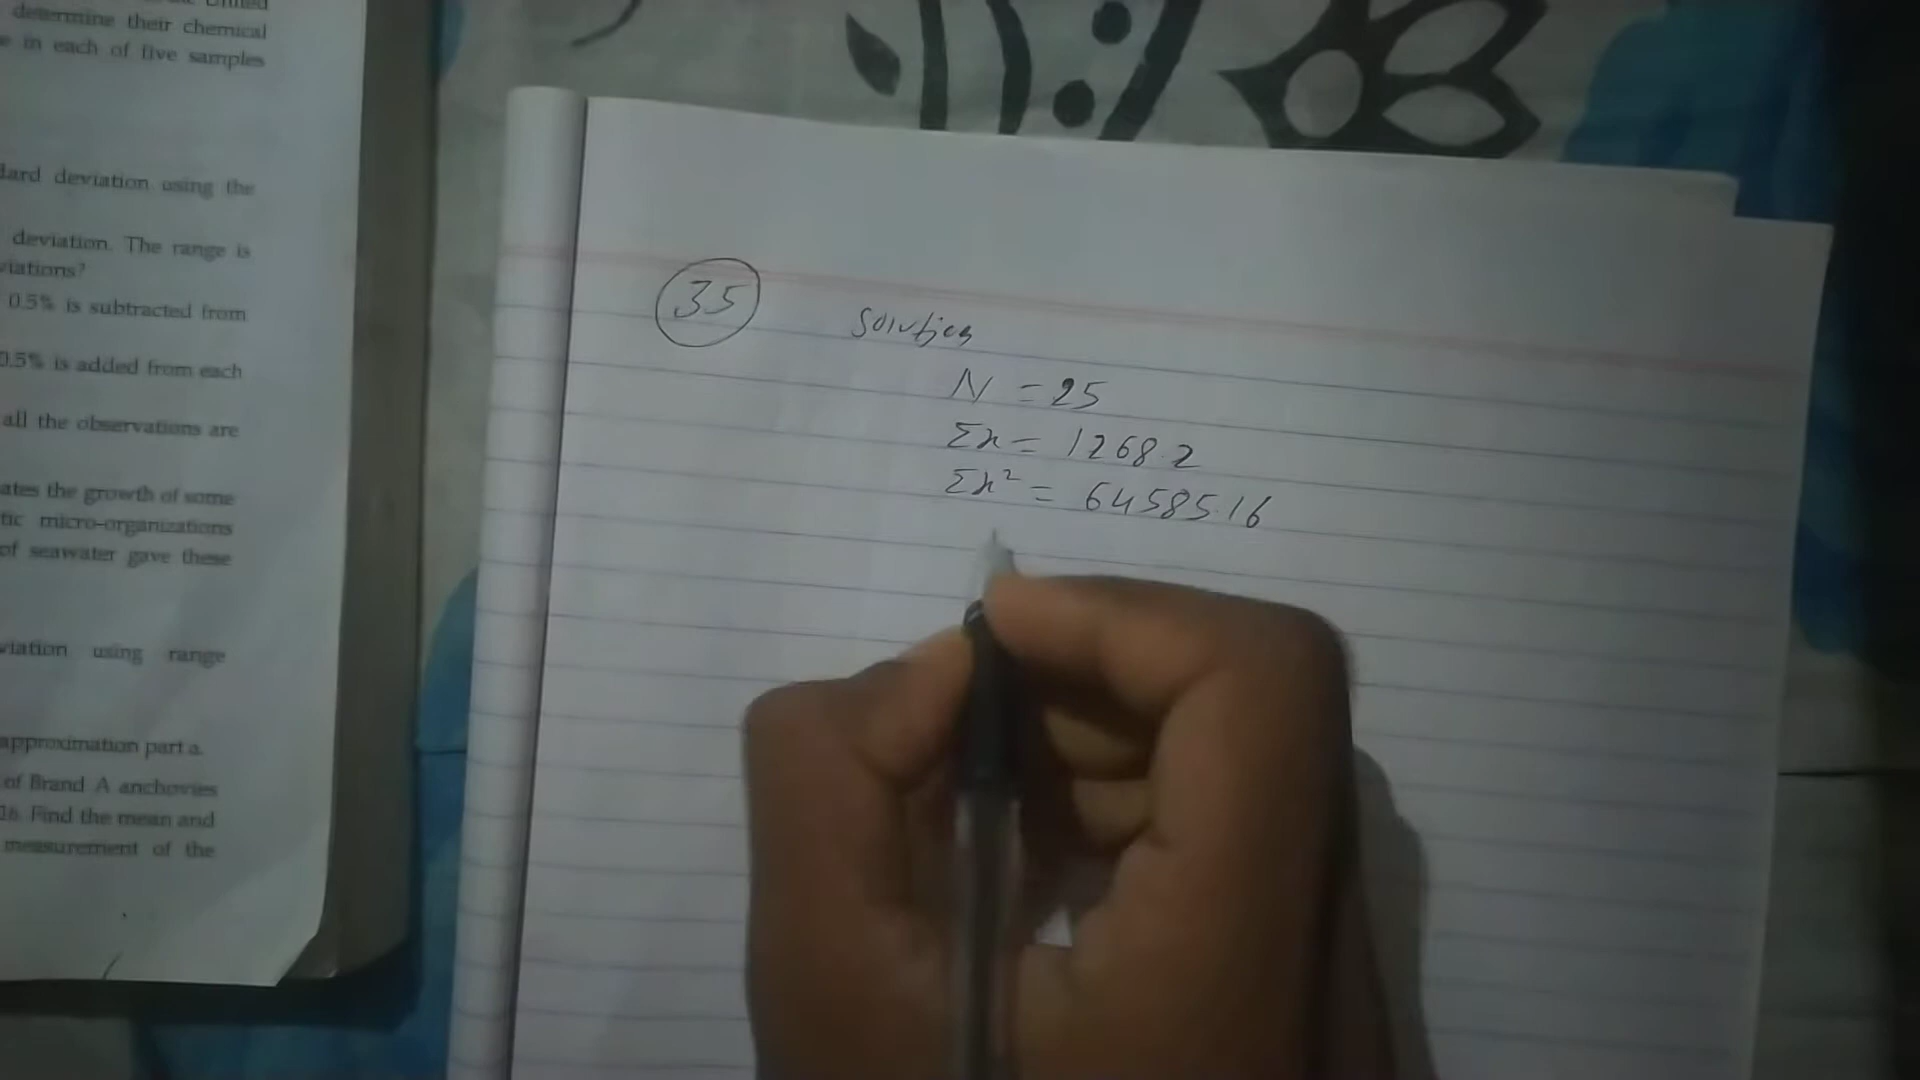 determine their chemical
e in each of five samples
dard deviation using the
deviation. The range is
viations?
0.5% is subtracted from
0.5% is added from each
all the observations are
ates the growth of some
tic micro-organizations
of seawater gave these
viation using range
approximation part a.
of Brand A anchovies
16. Find the mean and
measurement of the
35 Solution
N = 25
Σx = 1268.2
Σx² = 64585.16